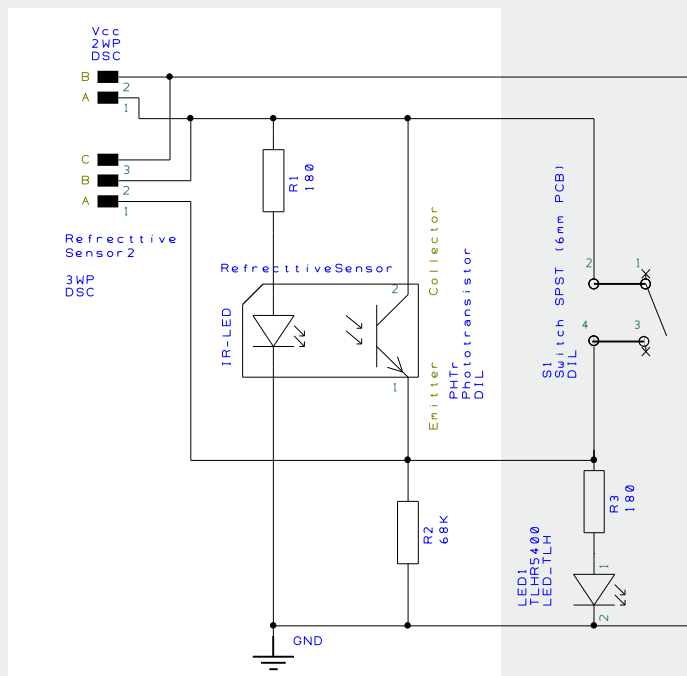 Vcc
2WP
DSC
B
2
A
1
C
3
B
2
A
1
Refrecttive
Sensor2
3WP
DSC
R1
180
RefrecttiveSensor
IR-LED
2
Collector
1
Emitter
PHTr
Phototransistor
DIL
S1
Switch SPST (6mm PCB)
DIL
2
1
4
3
R2
68K
R3
180
LED1
TLHR5400
LED_TLH
1
2
GND